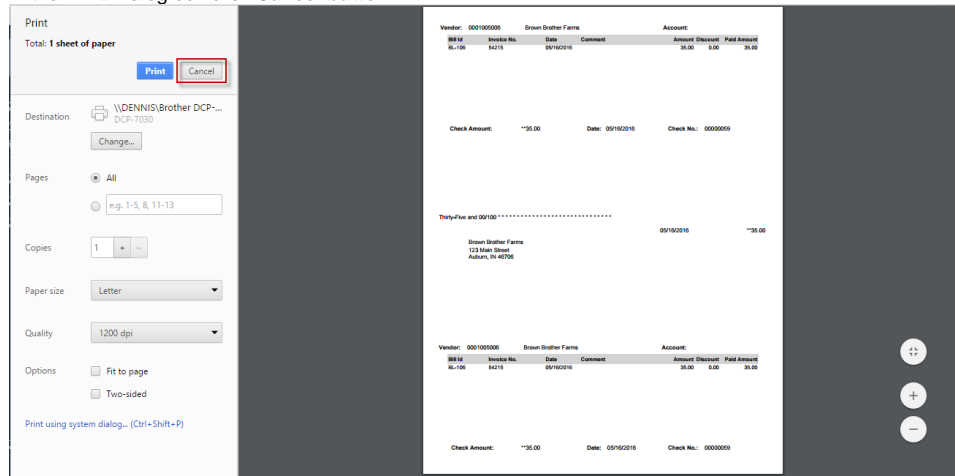 Print
Total: 1 sheet of paper
Print Cancel
Destination \\DENNIS\Brother DCP-...
DCP-7030
Change...
Pages All
e.g. 1-5, 8, 11-13
Copies 1 + -
Paper size Letter
Quality 1200 dpi
Options Fit to page
Two-sided
Print using system dialog... (Ctrl+Shift+P)
Vendor: 0001005006 Brown Brother Farms Account:
Bill Id Invoice No. Date Comment Amount Discount Paid Amount
BL-106 54215 05/16/2016 35.00 0.00 35.00
Check Amount: **35.00 Date: 05/16/2016 Check No.: 00000059
Thirty-Five and 00/100 * * * * * * * * * * * * * * * * * * * * * * * * * * * *
05/16/2016 **35.00
Brown Brother Farms
123 Main Street
Auburn, IN 46706
Vendor: 0001005006 Brown Brother Farms Account:
Bill Id Invoice No. Date Comment Amount Discount Paid Amount
BL-106 54215 05/16/2016 35.00 0.00 35.00
Check Amount: **35.00 Date: 05/16/2016 Check No.: 00000059